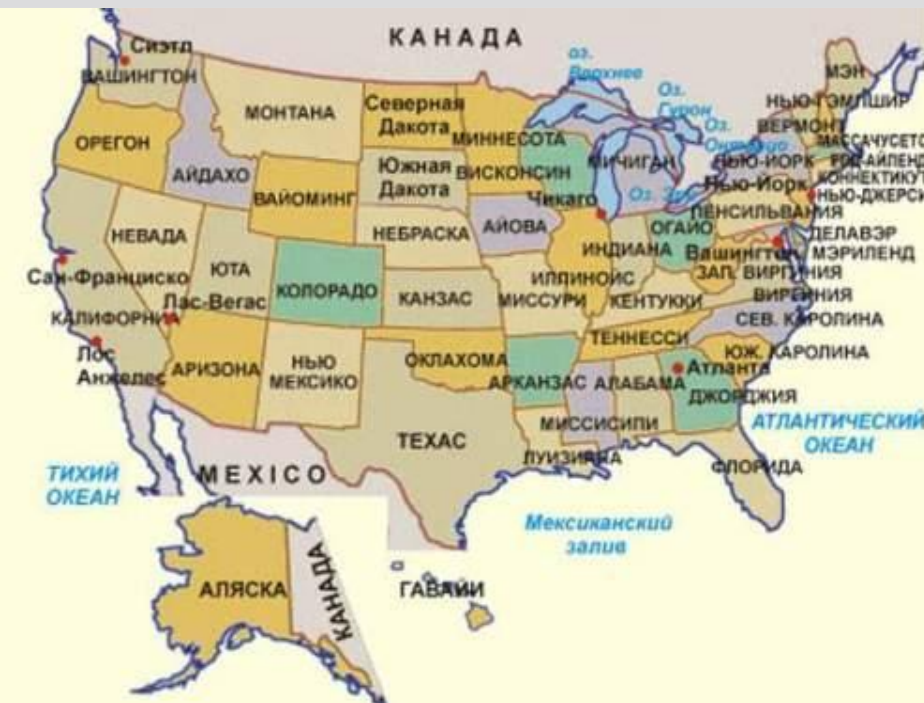 КАНАДА
Сиэтл
ВАШИНГТОН
МОНТАНА
Северная
Дакота
МИННЕСОТА
оз.
Верхнее
Оз.
Гурон
Оз.
Онтарио
МЭН
НЬЮ-ГЭМПШИР
ВЕРМОНТ
МАССАЧУСЕТС
ОРЕГОН
АЙДАХО
ВАЙОМИНГ
Южная
Дакота
ВИСКОНСИН
МИЧИГАН
НЬЮ-ЙОРК
РОД-АЙЛЕНД
КОННЕКТИКУТ
Нью-Йорк
НЬЮ-ДЖЕРСИ
Чикаго
Оз. Эри
ПЕНСИЛЬВАНИЯ
НЕВАДА
ЮТА
КОЛОРАДО
НЕБРАСКА
АЙОВА
ИНДИАНА
ОГАЙО
Вашингтон
ДЕЛАВЭР
МЭРИЛЕНД
ЗАП. ВИРГИНИЯ
Сан-Франциско
Лас-Вегас
КАЛИФОРНИЯ
КАНЗАС
МИССУРИ
ИЛЛИНОИС
КЕНТУККИ
ВИРГИНИЯ
СЕВ. КАРОЛИНА
Лос
Анжелес
АРИЗОНА
НЬЮ
МЕКСИКО
ОКЛАХОМА
АРКАНЗАС
ТЕННЕССИ
АЛАБАМА
Атланта
ЮЖ. КАРОЛИНА
ДЖОРДЖИЯ
ТЕХАС
МИССИСИПИ
ЛУИЗИАНА
ФЛОРИДА
АТЛАНТИЧЕСКИЙ
ОКЕАН
ТИХИЙ
ОКЕАН
MEXICO
Мексиканский
залив
АЛЯСКА
КАНАДА
ГАВАЙИ